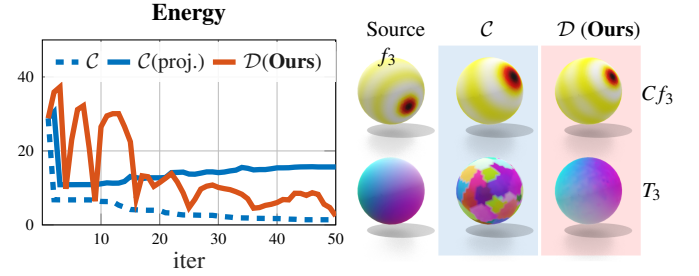 Energy
𝒞 𝒞(proj.) 𝒟(Ours)
40
20
0
10 20 30 40 50
iter
Source 𝒞 𝒟 (Ours)
f₃
Cf₃
T₃